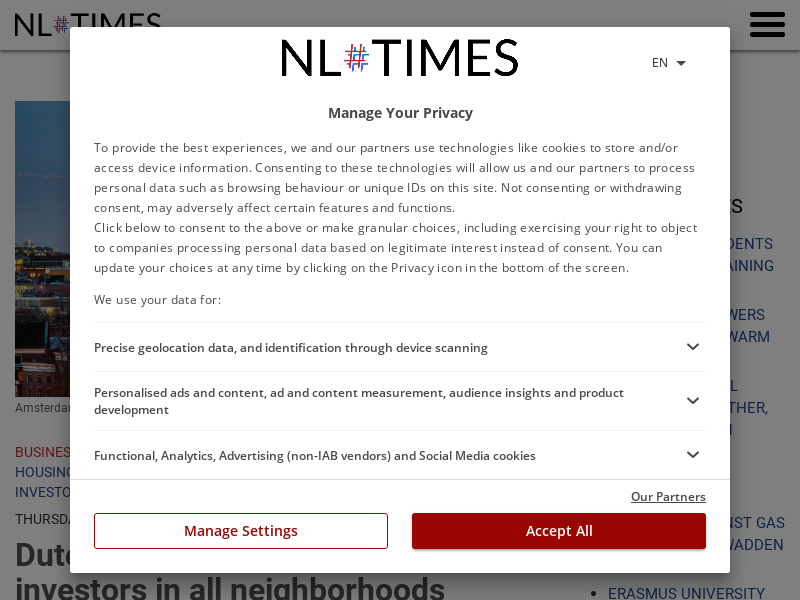 NL#TIMES
NL#TIMES
EN
Manage Your Privacy
To provide the best experiences, we and our partners use technologies like cookies to store and/or
access device information. Consenting to these technologies will allow us and our partners to process
personal data such as browsing behaviour or unique IDs on this site. Not consenting or withdrawing
consent, may adversely affect certain features and functions.
Click below to consent to the above or make granular choices, including exercising your right to object
to companies processing personal data based on legitimate interest instead of consent. You can
update your choices at any time by clicking on the Privacy icon in the bottom of the screen.
We use your data for:
Precise geolocation data, and identification through device scanning
Personalised ads and content, ad and content measurement, audience insights and product
development
Functional, Analytics, Advertising (non-IAB vendors) and Social Media cookies
Our Partners
Manage Settings
Accept All
Amsterdam
BUSINES
HOUSING
INVESTO
THURSDA
Dutc
investors in all neighborhoods
KS
DENTS
AINING
WERS
WARM
L
THER,
NST GAS
WADDEN
ERASMUS UNIVERSITY